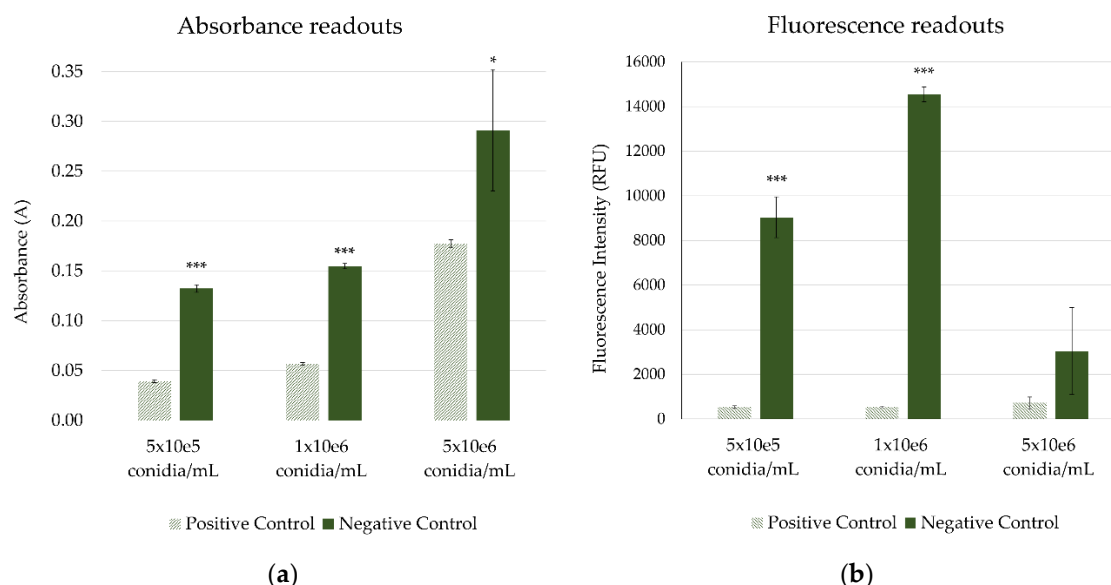 Absorbance readouts
*
0.35
0.30
0.25
0.20
0.15
0.10
0.05
0.00
Absorbance (A)
***
***
5x10e5
conidia/mL
1x10e6
conidia/mL
5x10e6
conidia/mL
Positive Control
Negative Control
(a)
Fluorescence readouts
16000
14000
12000
10000
8000
6000
4000
2000
0
Fluorescence Intensity (RFU)
***
***
5x10e5
conidia/mL
1x10e6
conidia/mL
5x10e6
conidia/mL
Positive Control
Negative Control
(b)